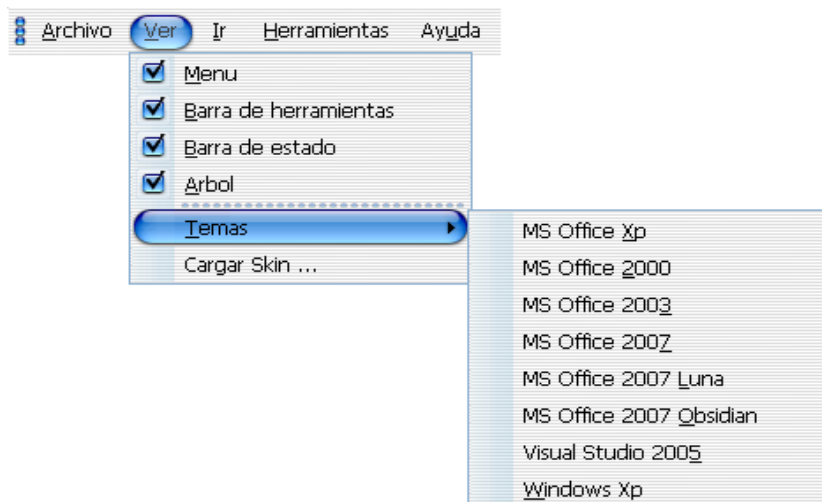 Archivo Ver Ir Herramientas Ayuda
Menu
Barra de herramientas
Barra de estado
Arbol
Temas
Cargar Skin ...
MS Office Xp
MS Office 2000
MS Office 2003
MS Office 2007
MS Office 2007 Luna
MS Office 2007 Obsidian
Visual Studio 2005
Windows Xp